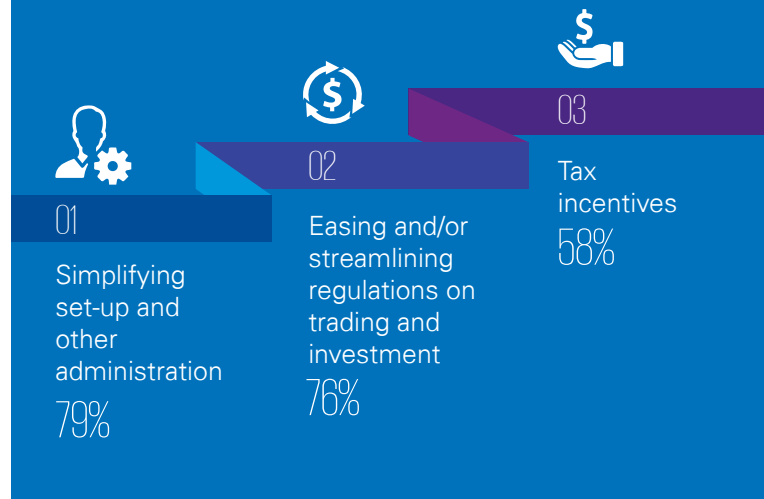 01
Simplifying
set-up and
other
administration
79%
02
Easing and/or
streamlining
regulations on
trading and
investment
76%
03
Tax
incentives
58%